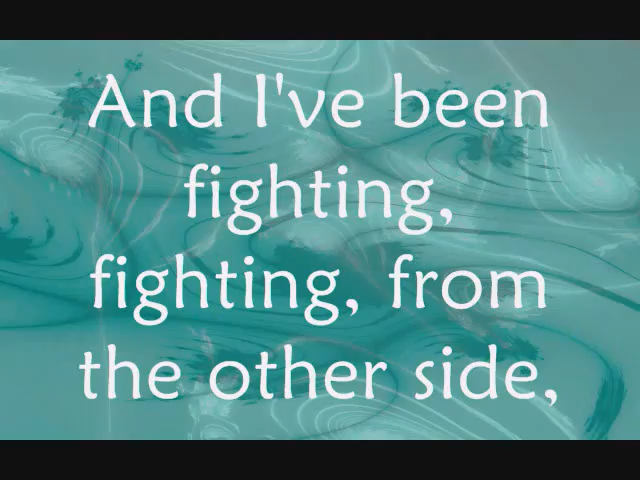 And I've been
fighting,
fighting, from
the other side,